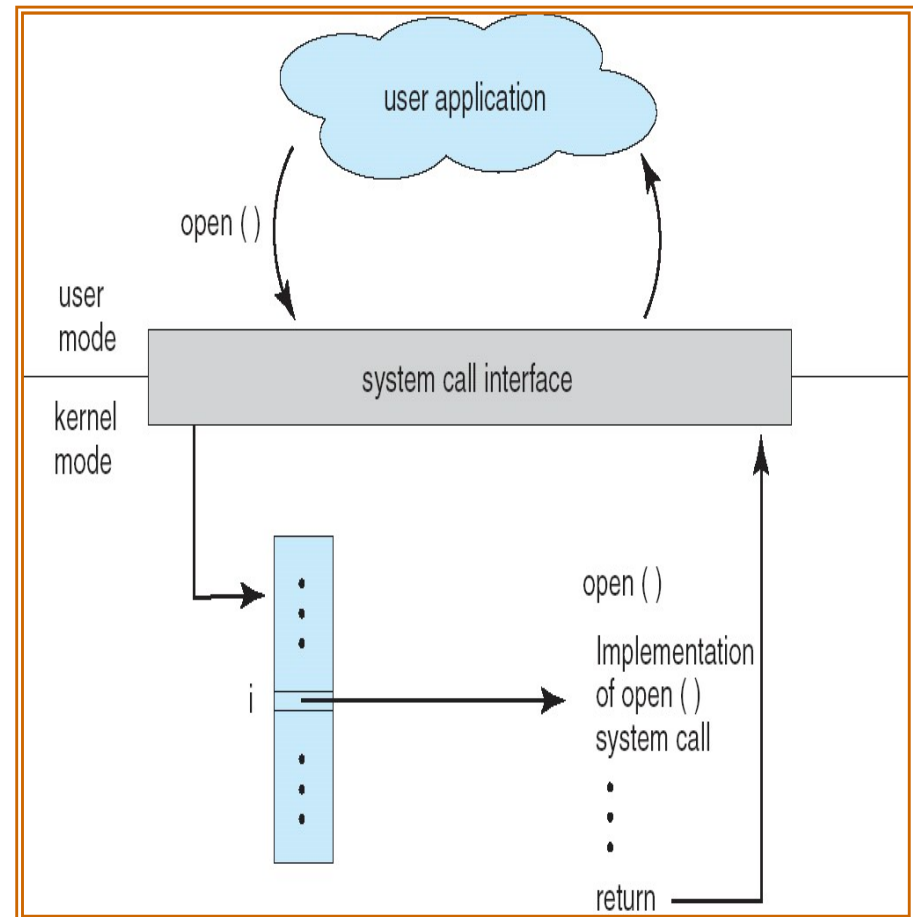 user application
open ( )
user
mode
system call interface
kernel
mode
open ( )
Implementation
of open ( )
system call
i
return